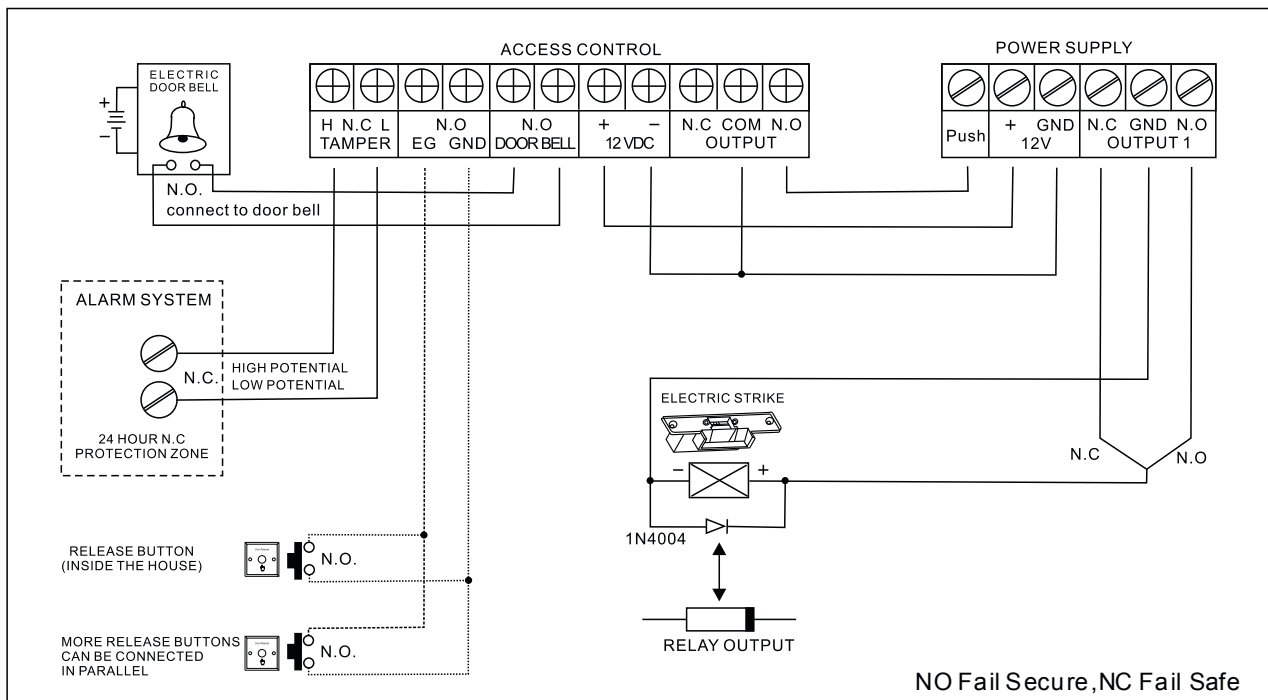 ACCESS CONTROL
POWER SUPPLY
ELECTRIC
DOOR BELL
+
−
H N.C L
TAMPER
N.O
EG GND
N.O
DOOR BELL
+ −
12 VDC
N.C COM N.O
OUTPUT
Push
+ GND
12V
N.C GND N.O
OUTPUT 1
N.O.
connect to door bell
ALARM SYSTEM
N.C.
HIGH POTENTIAL
LOW POTENTIAL
24 HOUR N.C
PROTECTION ZONE
ELECTRIC STRIKE
− +
1N4004
N.C
N.O
RELAY OUTPUT
RELEASE BUTTON
(INSIDE THE HOUSE)
N.O.
MORE RELEASE BUTTONS
CAN BE CONNECTED
IN PARALLEL
N.O.
NO Fail Secure,NC Fail Safe